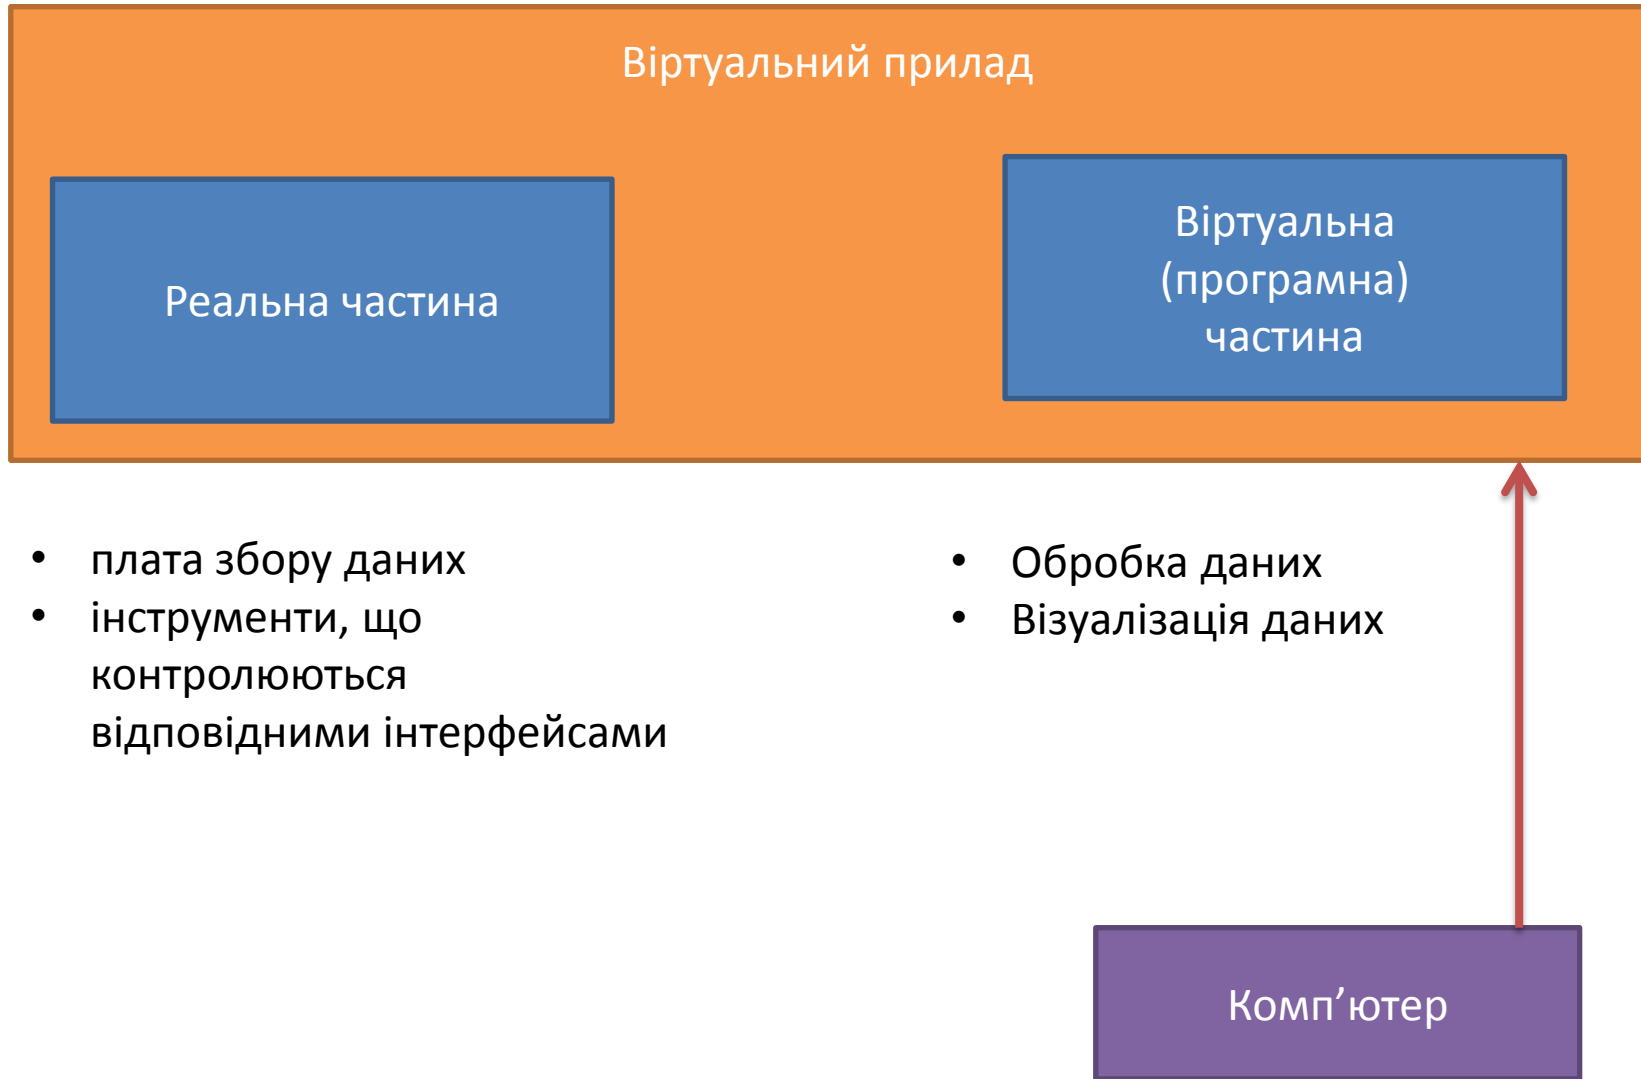 Віртуальний прилад
Реальна частина
Віртуальна
(програмна)
частина
• плата збору даних
• інструменти, що
контролюються
відповідними інтерфейсами
• Обробка даних
• Візуалізація даних
Комп’ютер